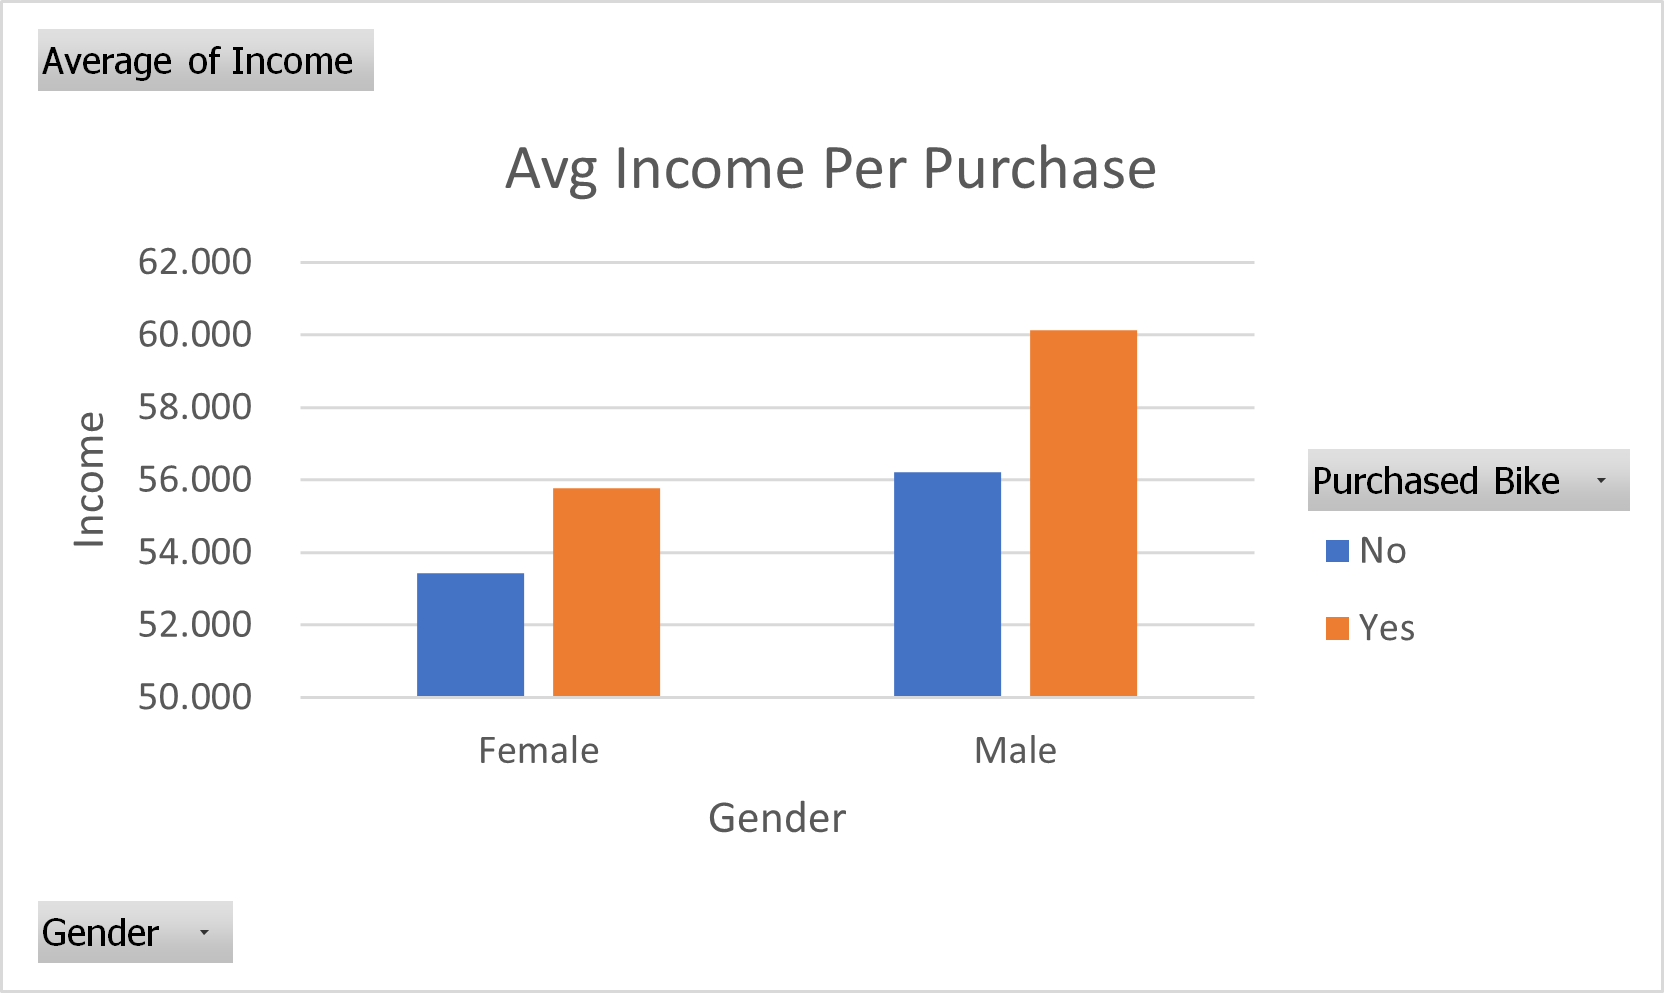 Average of Income
Avg Income Per Purchase
62.000
60.000
58.000
56.000
54.000
52.000
50.000
Income
Female
Male
Gender
Purchased Bike
No
Yes
Gender